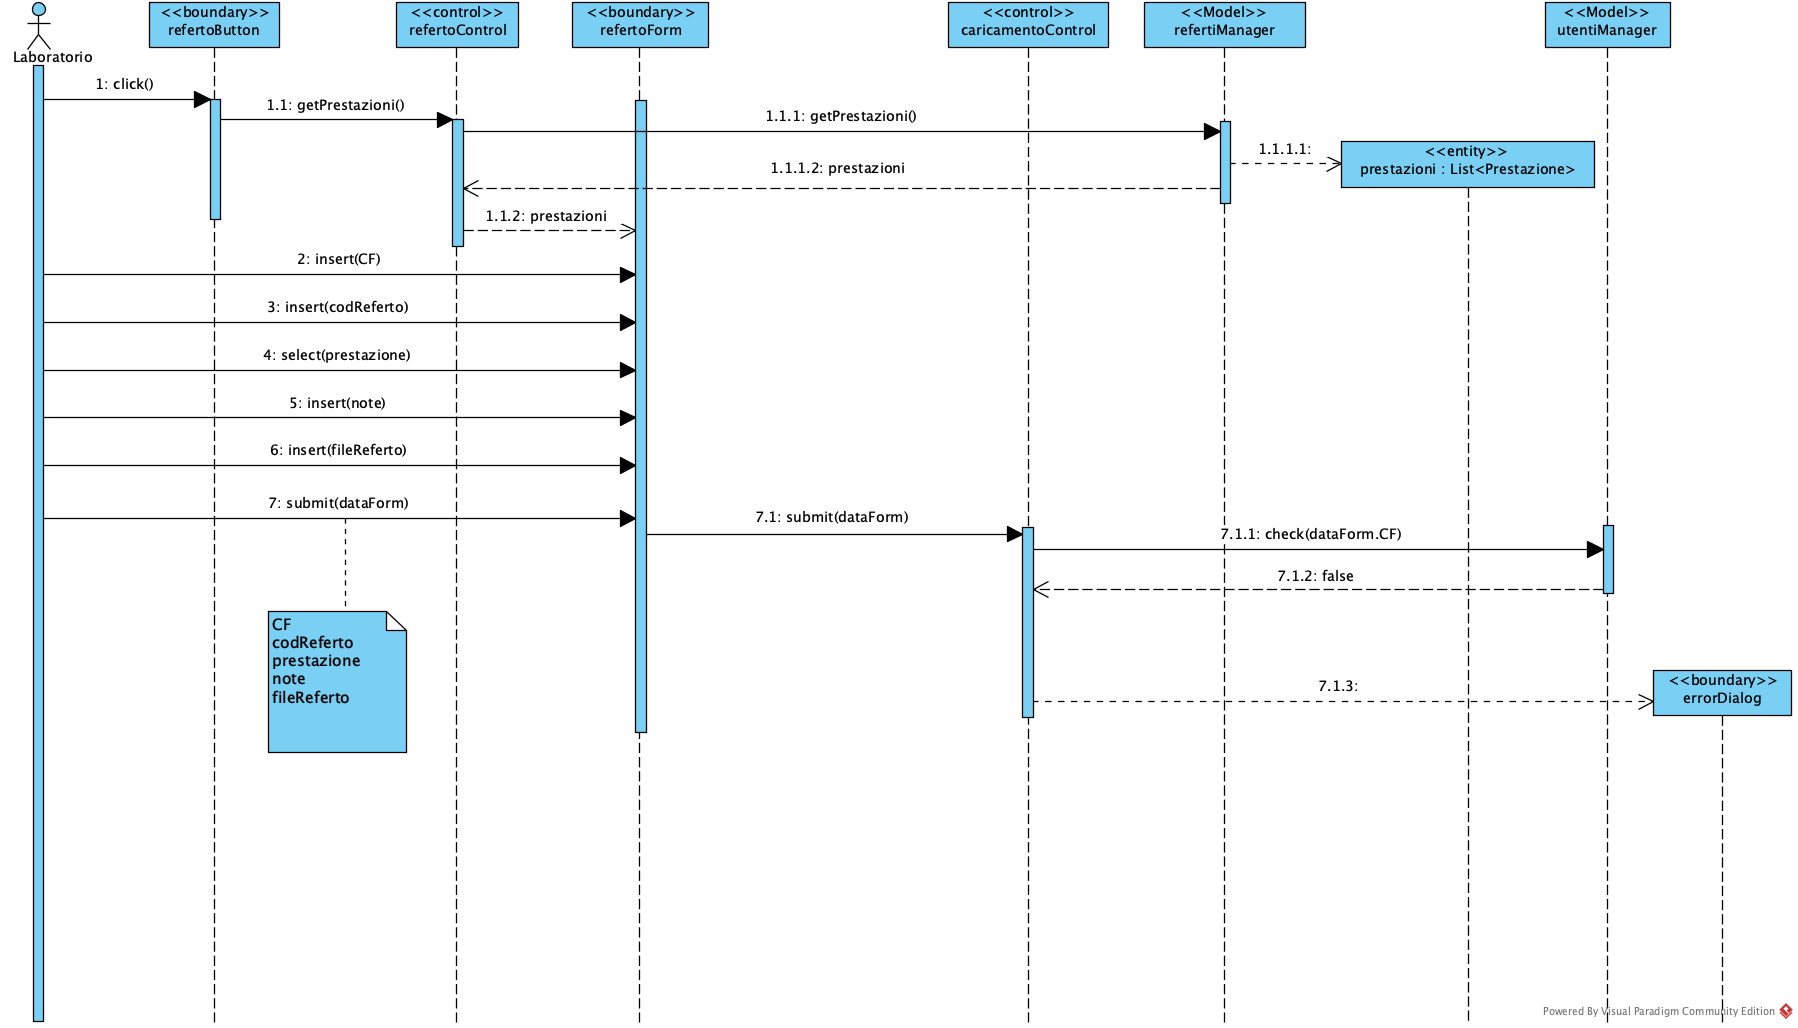 <<boundary>>
refertoButton
<<control>>
refertoControl
<<boundary>>
refertoForm
<<control>>
caricamentoControl
<<Model>>
refertiManager
<<Model>>
utentiManager
Laboratorio
1: click()
1.1: getPrestazioni()
1.1.1: getPrestazioni()
1.1.1.1:
<<entity>>
prestazioni : List<Prestazione>
1.1.1.2: prestazioni
1.1.2: prestazioni
2: insert(CF)
3: insert(codReferto)
4: select(prestazione)
5: insert(note)
6: insert(fileReferto)
7: submit(dataForm)
7.1: submit(dataForm)
7.1.1: check(dataForm.CF)
7.1.2: false
CF
codReferto
prestazione
note
fileReferto
7.1.3:
<<boundary>>
errorDialog
Powered By Visual Paradigm Community Edition